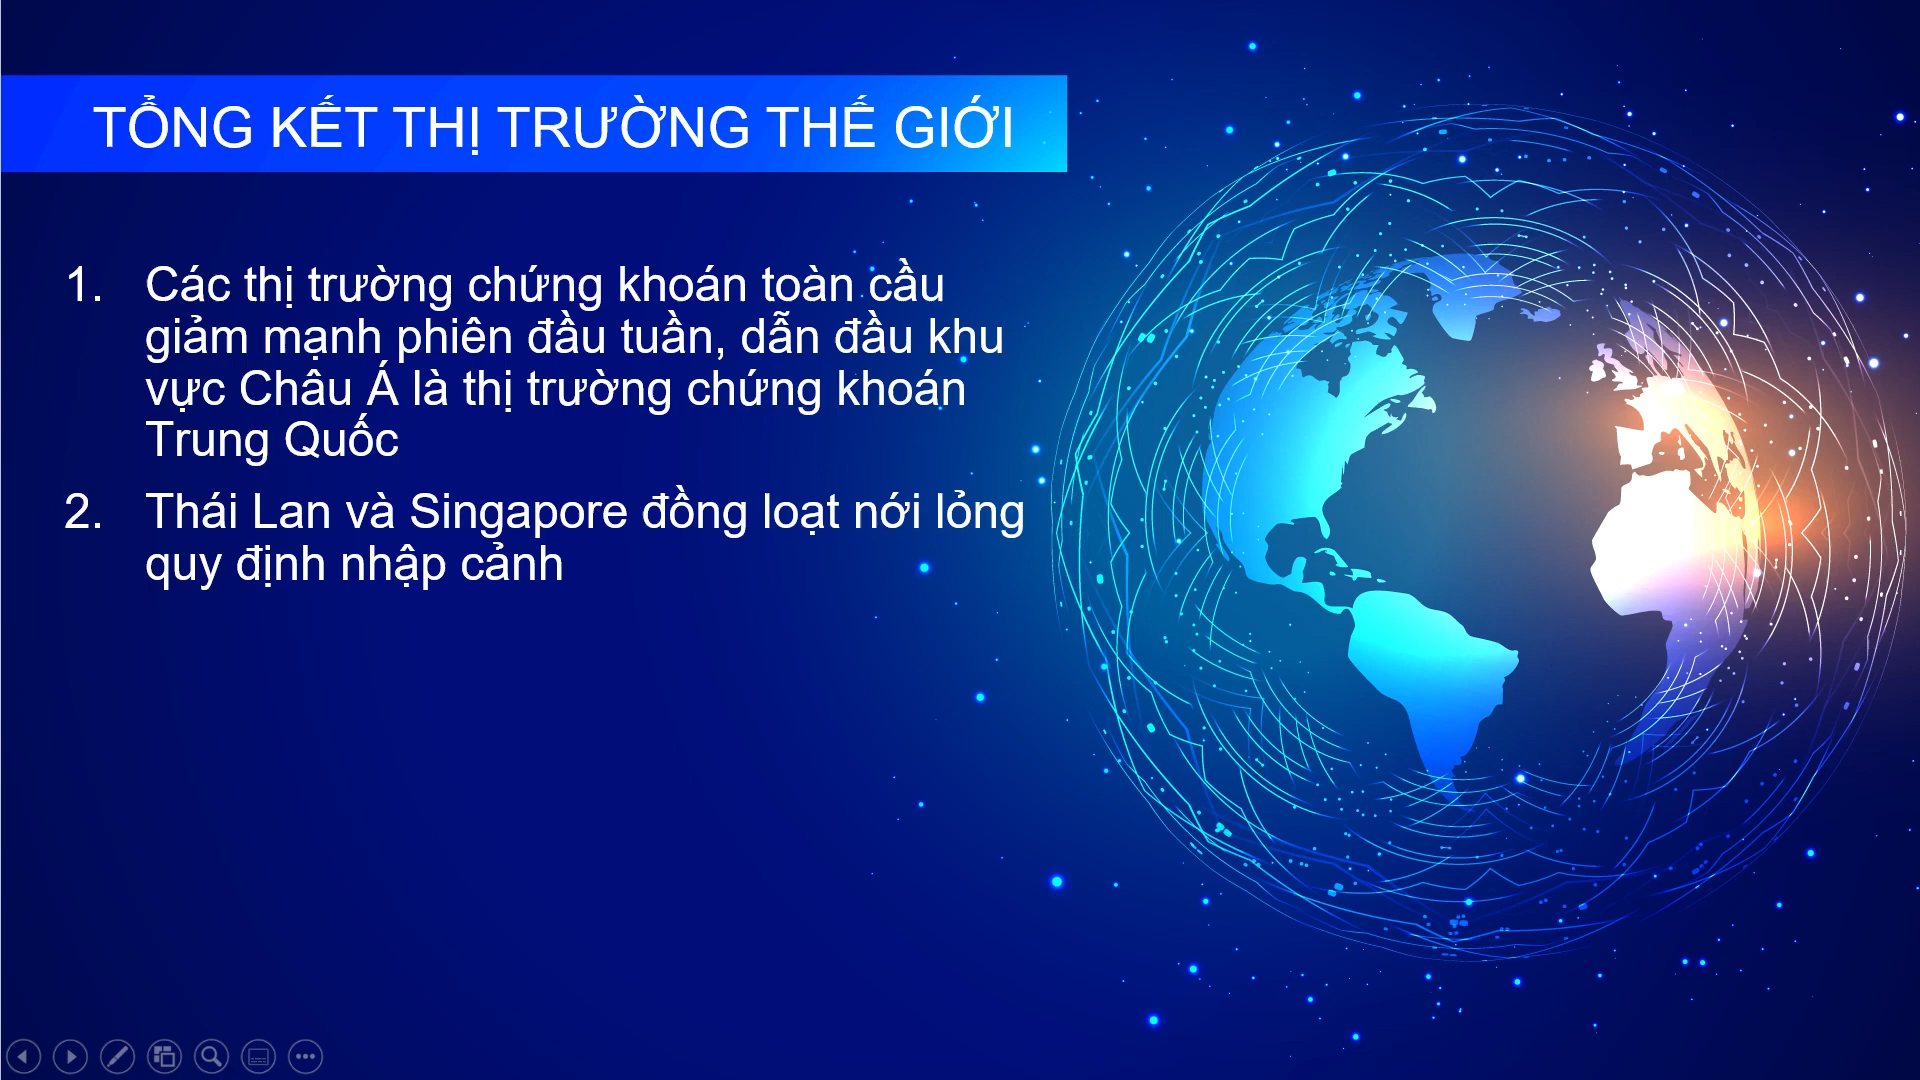 TỔNG KẾT THỊ TRƯỜNG THẾ GIỚI
1. Các thị trường chứng khoán toàn cầu
giảm mạnh phiên đầu tuần, dẫn đầu khu
vực Châu Á là thị trường chứng khoán
Trung Quốc
2. Thái Lan và Singapore đồng loạt nới lỏng
quy định nhập cảnh